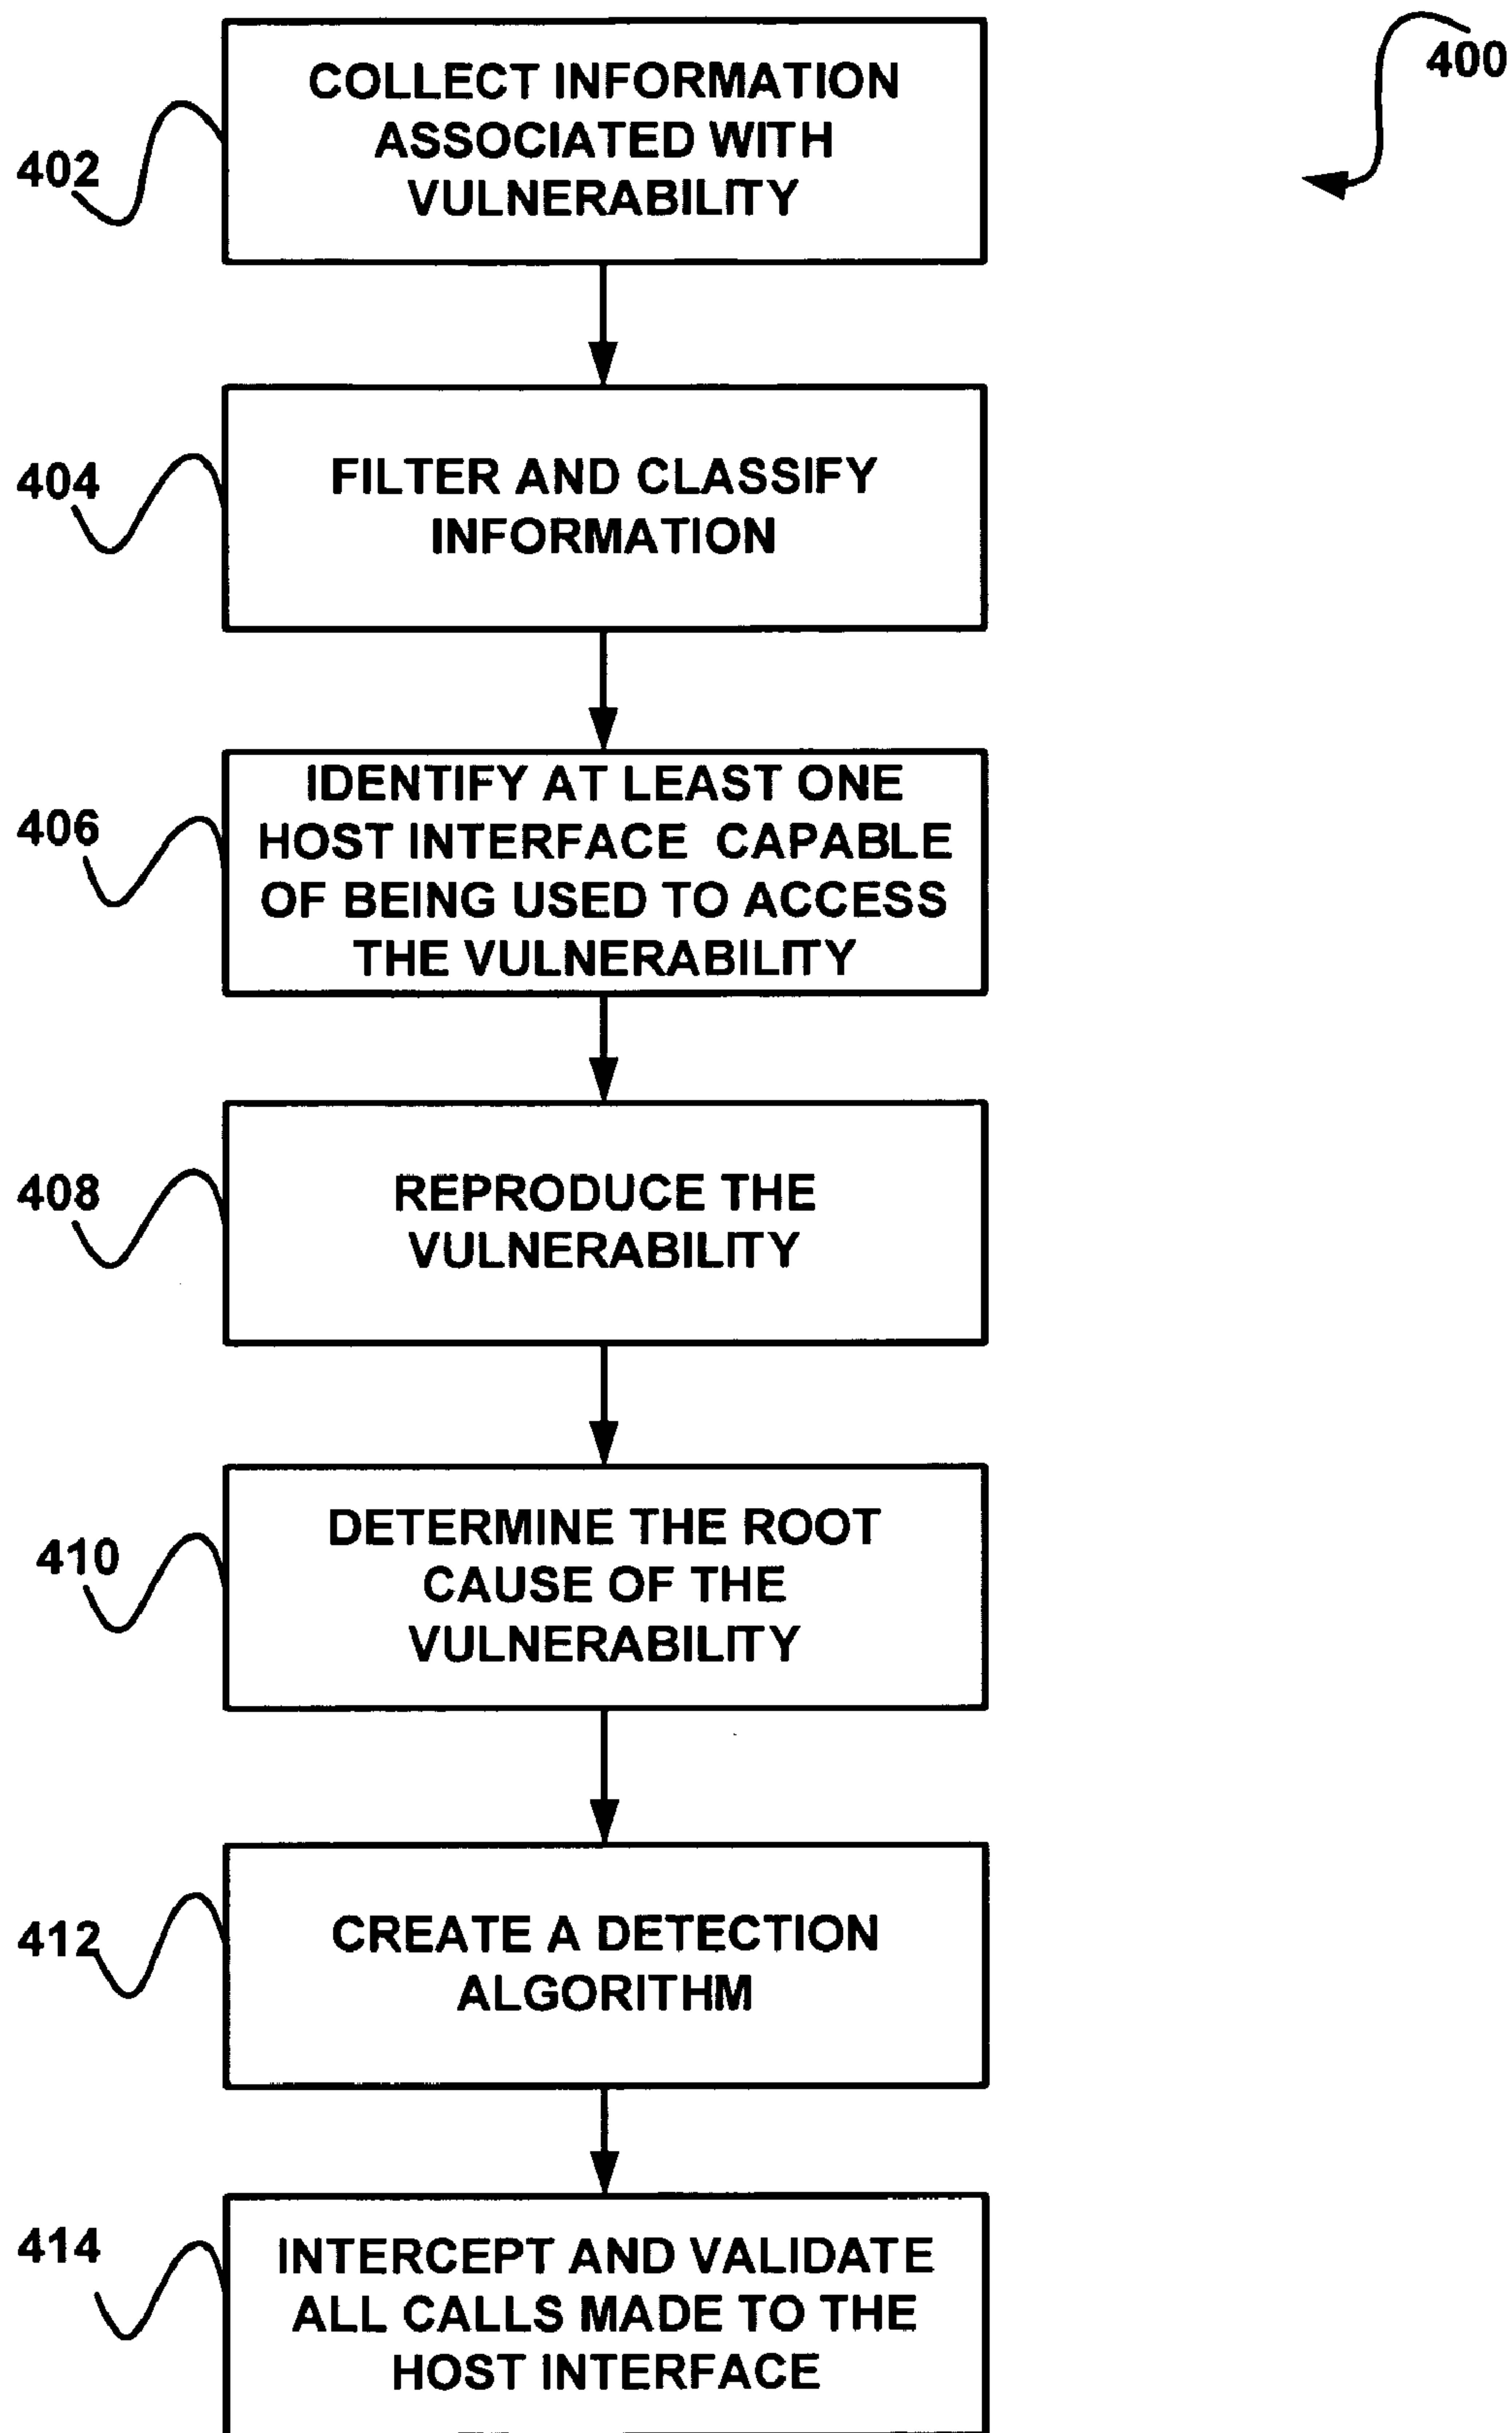 400
COLLECT INFORMATION
ASSOCIATED WITH
VULNERABILITY
402
FILTER AND CLASSIFY
INFORMATION
404
IDENTIFY AT LEAST ONE
HOST INTERFACE CAPABLE
OF BEING USED TO ACCESS
THE VULNERABILITY
406
REPRODUCE THE
VULNERABILITY
408
DETERMINE THE ROOT
CAUSE OF THE
VULNERABILITY
410
CREATE A DETECTION
ALGORITHM
412
INTERCEPT AND VALIDATE
ALL CALLS MADE TO THE
HOST INTERFACE
414